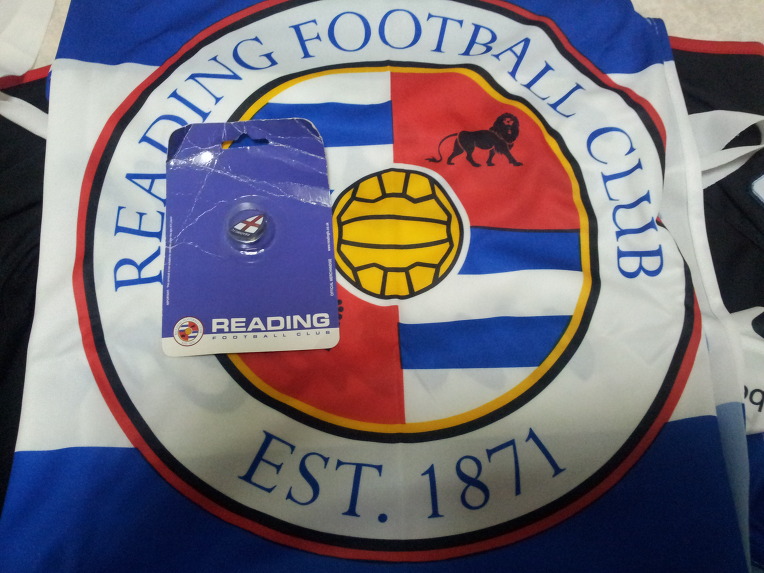 READING FOOTBALL CLUB
READING
FOOTBALL CLUB
EST. 1871